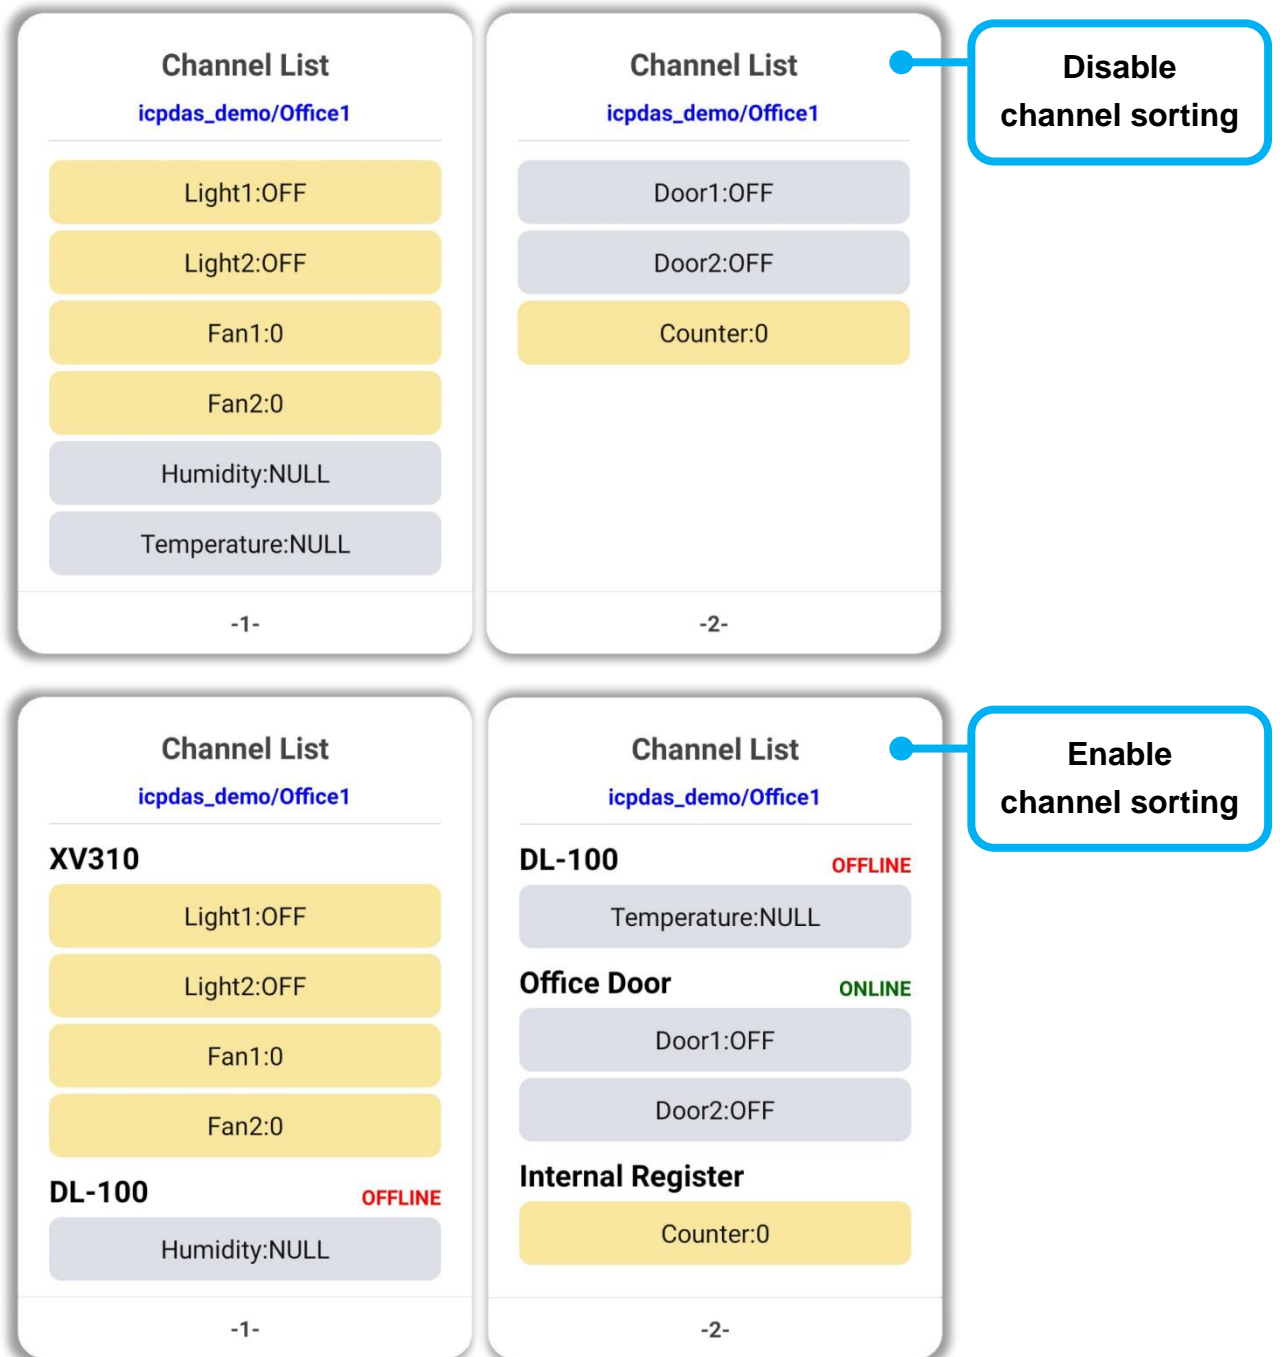 Channel List
icpdas_demo/Office1
Light1:OFF
Light2:OFF
Fan1:0
Fan2:0
Humidity:NULL
Temperature:NULL
-1-
Channel List
icpdas_demo/Office1
Door1:OFF
Door2:OFF
Counter:0
-2-
Disable
channel sorting
Channel List
icpdas_demo/Office1
XV310
Light1:OFF
Light2:OFF
Fan1:0
Fan2:0
DL-100 OFFLINE
Humidity:NULL
-1-
Channel List
icpdas_demo/Office1
DL-100 OFFLINE
Temperature:NULL
Office Door ONLINE
Door1:OFF
Door2:OFF
Internal Register
Counter:0
-2-
Enable
channel sorting